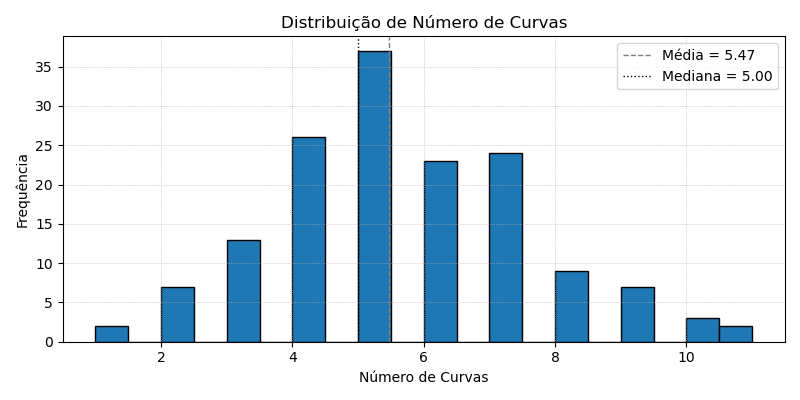 Distribuição de Número de Curvas
Média = 5.47
Mediana = 5.00
Frequência
35
30
25
20
15
10
5
0
2 4 6 8 10
Número de Curvas